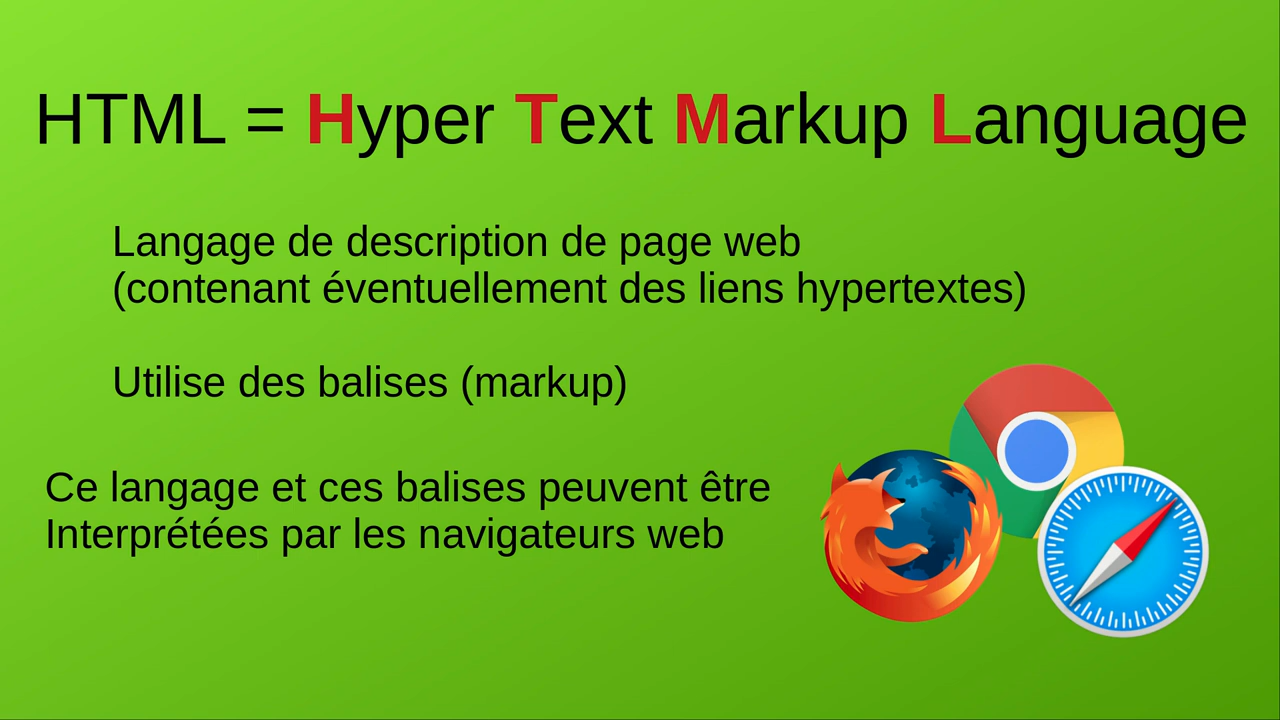 HTML = Hyper Text Markup Language
Langage de description de page web
(contenant éventuellement des liens hypertextes)
Utilise des balises (markup)
Ce langage et ces balises peuvent être
Interprétées par les navigateurs web